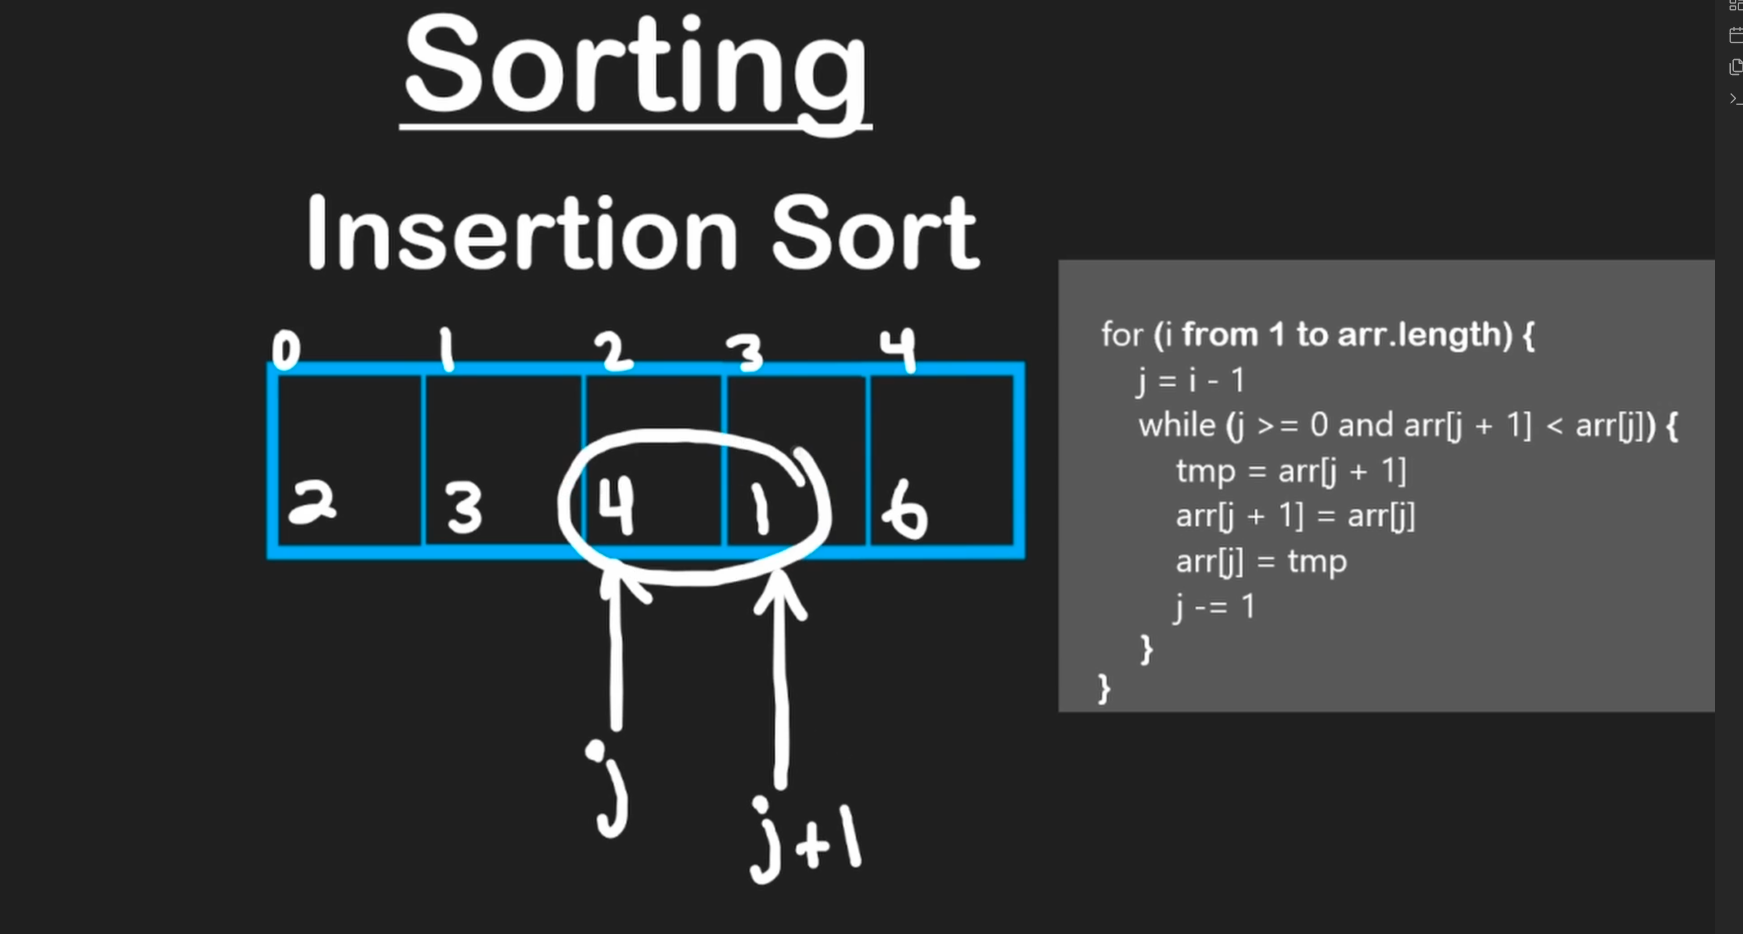 Sorting
Insertion Sort
0 1 2 3 4
2 3 4 1 6
j
j+1
for (i from 1 to arr.length) {
j = i - 1
while (j >= 0 and arr[j + 1] < arr[j]) {
tmp = arr[j + 1]
arr[j + 1] = arr[j]
arr[j] = tmp
j -= 1
}
}